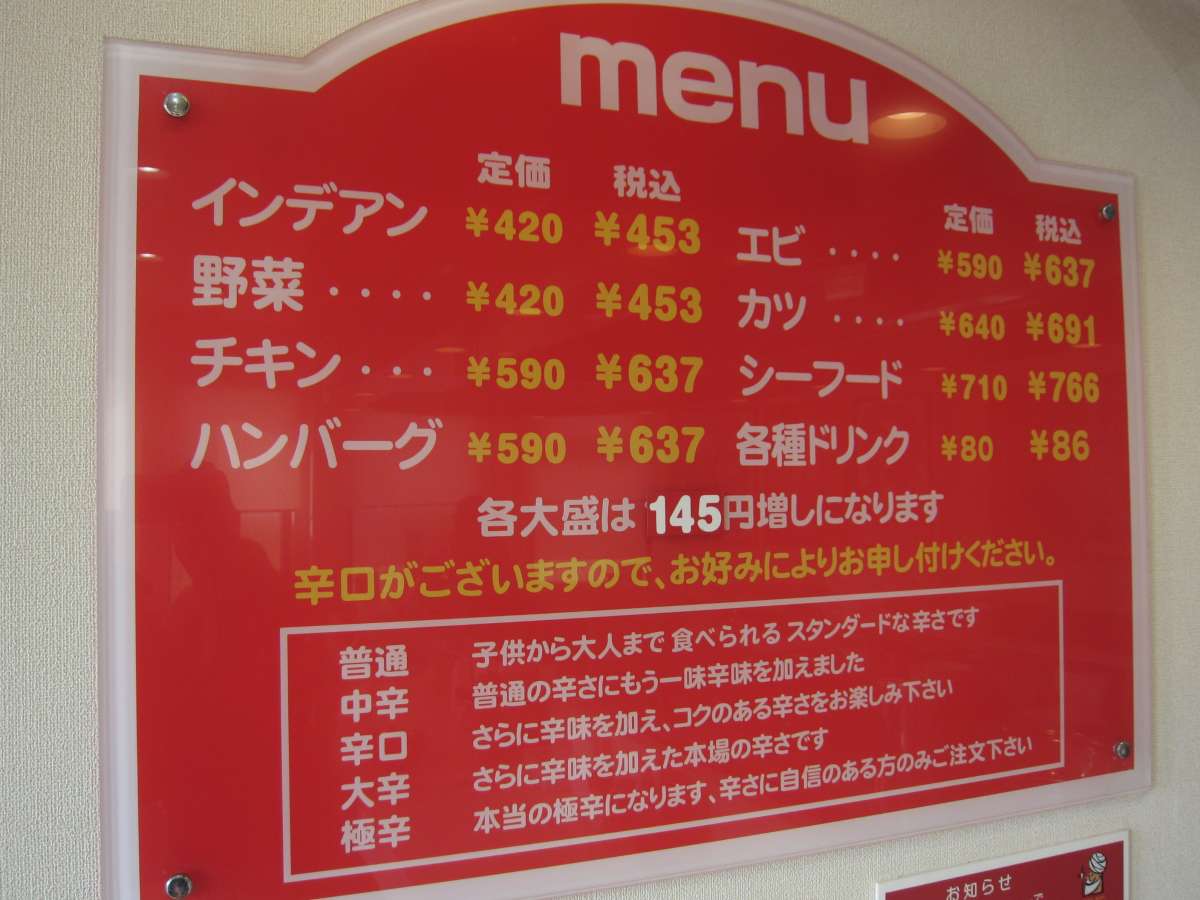 menu
定価 税込
インデアン ¥420 ¥453
野菜 ···· ¥420 ¥453
チキン ··· ¥590 ¥637
ハンバーグ ¥590 ¥637
定価 税込
エビ ···· ¥590 ¥637
カツ ···· ¥640 ¥691
シーフード ¥710 ¥766
各種ドリンク ¥80 ¥86
各大盛は 145円増しになります
辛口がございますので、お好みによりお申し付けください。
普通 子供から大人まで 食べられる スタンダードな辛さです
中辛 普通の辛さにもう一味辛味を加えました
辛口 さらに辛味を加え、コクのある辛さをお楽しみ下さい
大辛 さらに辛味を加えた本場の辛さです
極辛 本当の極辛になります、辛さに自信のある方のみご注文下さい
お知らせ